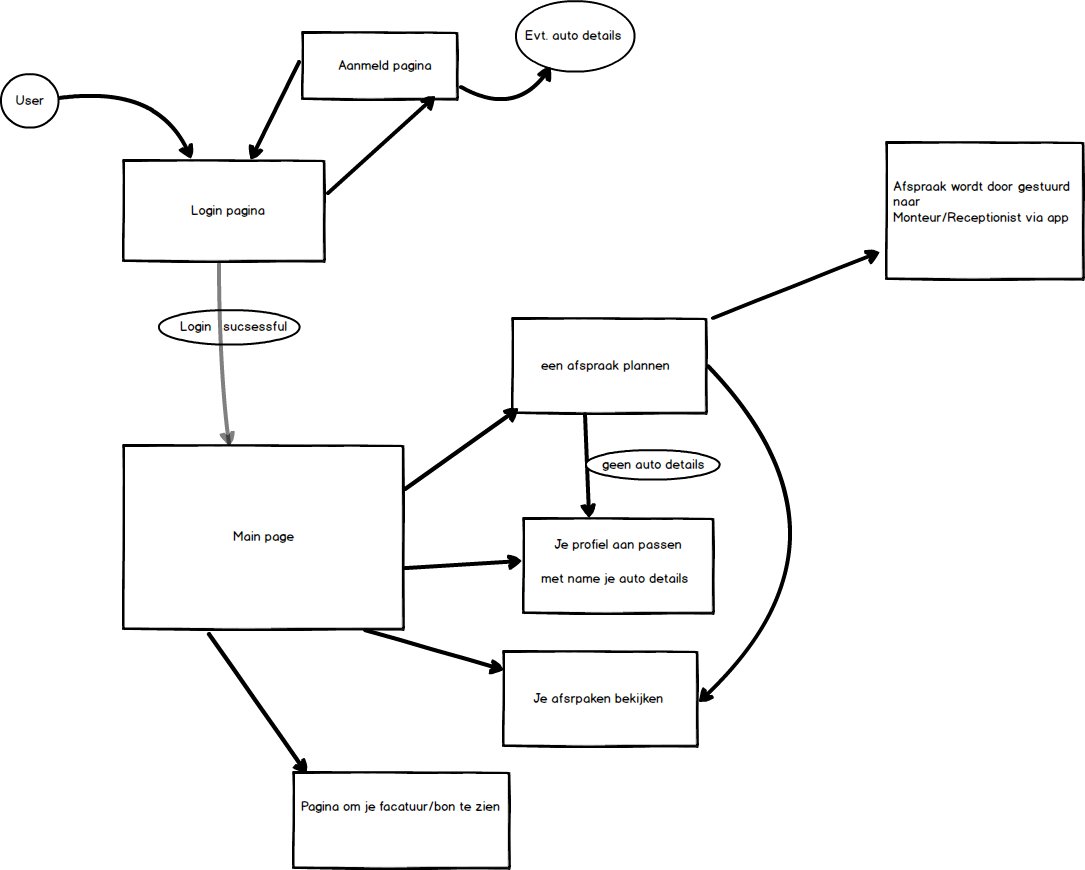 Evt. auto details
Aanmeld pagina
User
Login pagina
Afspraak wordt door gestuurd
naar
Monteur/Receptionist via app
Login sucsessful
een afspraak plannen
geen auto details
Main page
Je profiel aan passen
met name je auto details
Je afsrpaken bekijken
Pagina om je facatuur/bon te zien